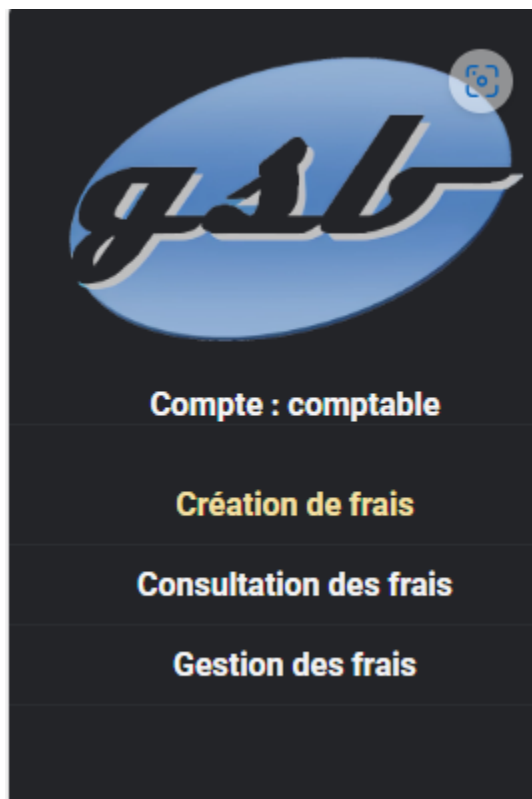 gsb
Compte : comptable
Création de frais
Consultation des frais
Gestion des frais